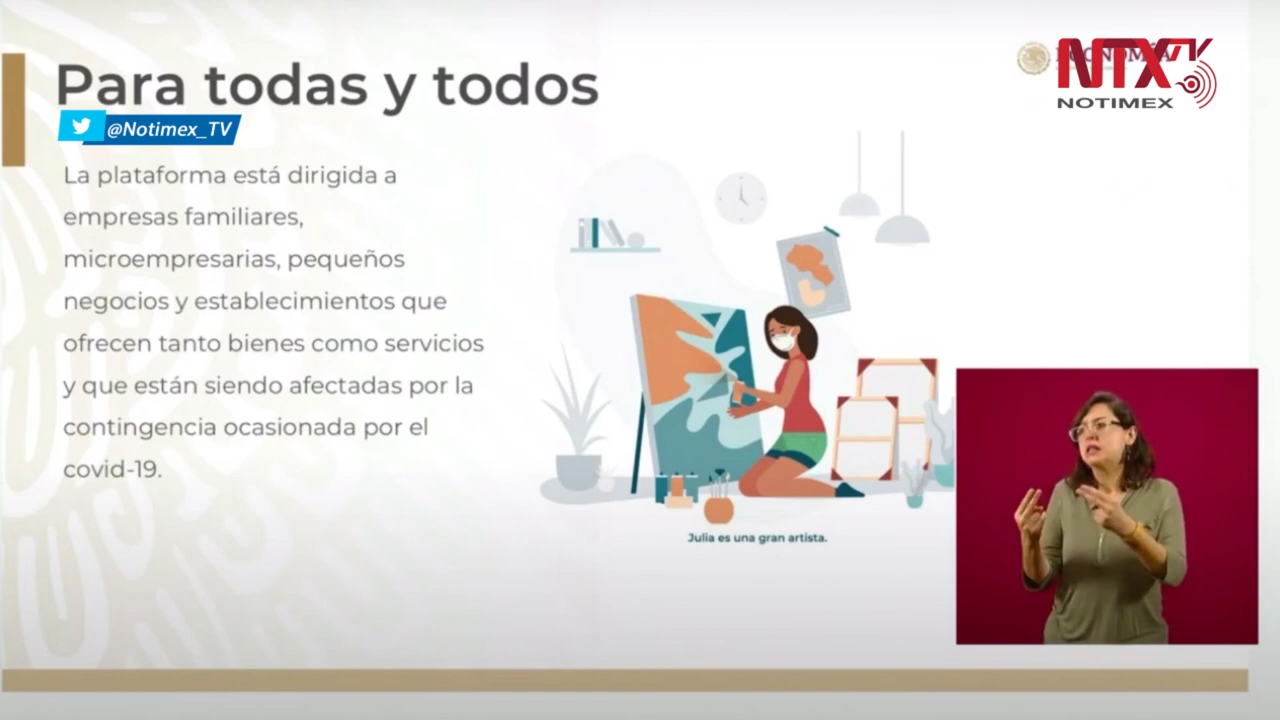 Para todas y todos
@Notimex_TV
La plataforma está dirigida a
empresas familiares,
microempresarias, pequeños
negocios y establecimientos que
ofrecen tanto bienes como servicios
y que están siendo afectadas por la
contingencia ocasionada por el
covid-19.
Julia es una gran artista.
NTX TV
NOTIMEX